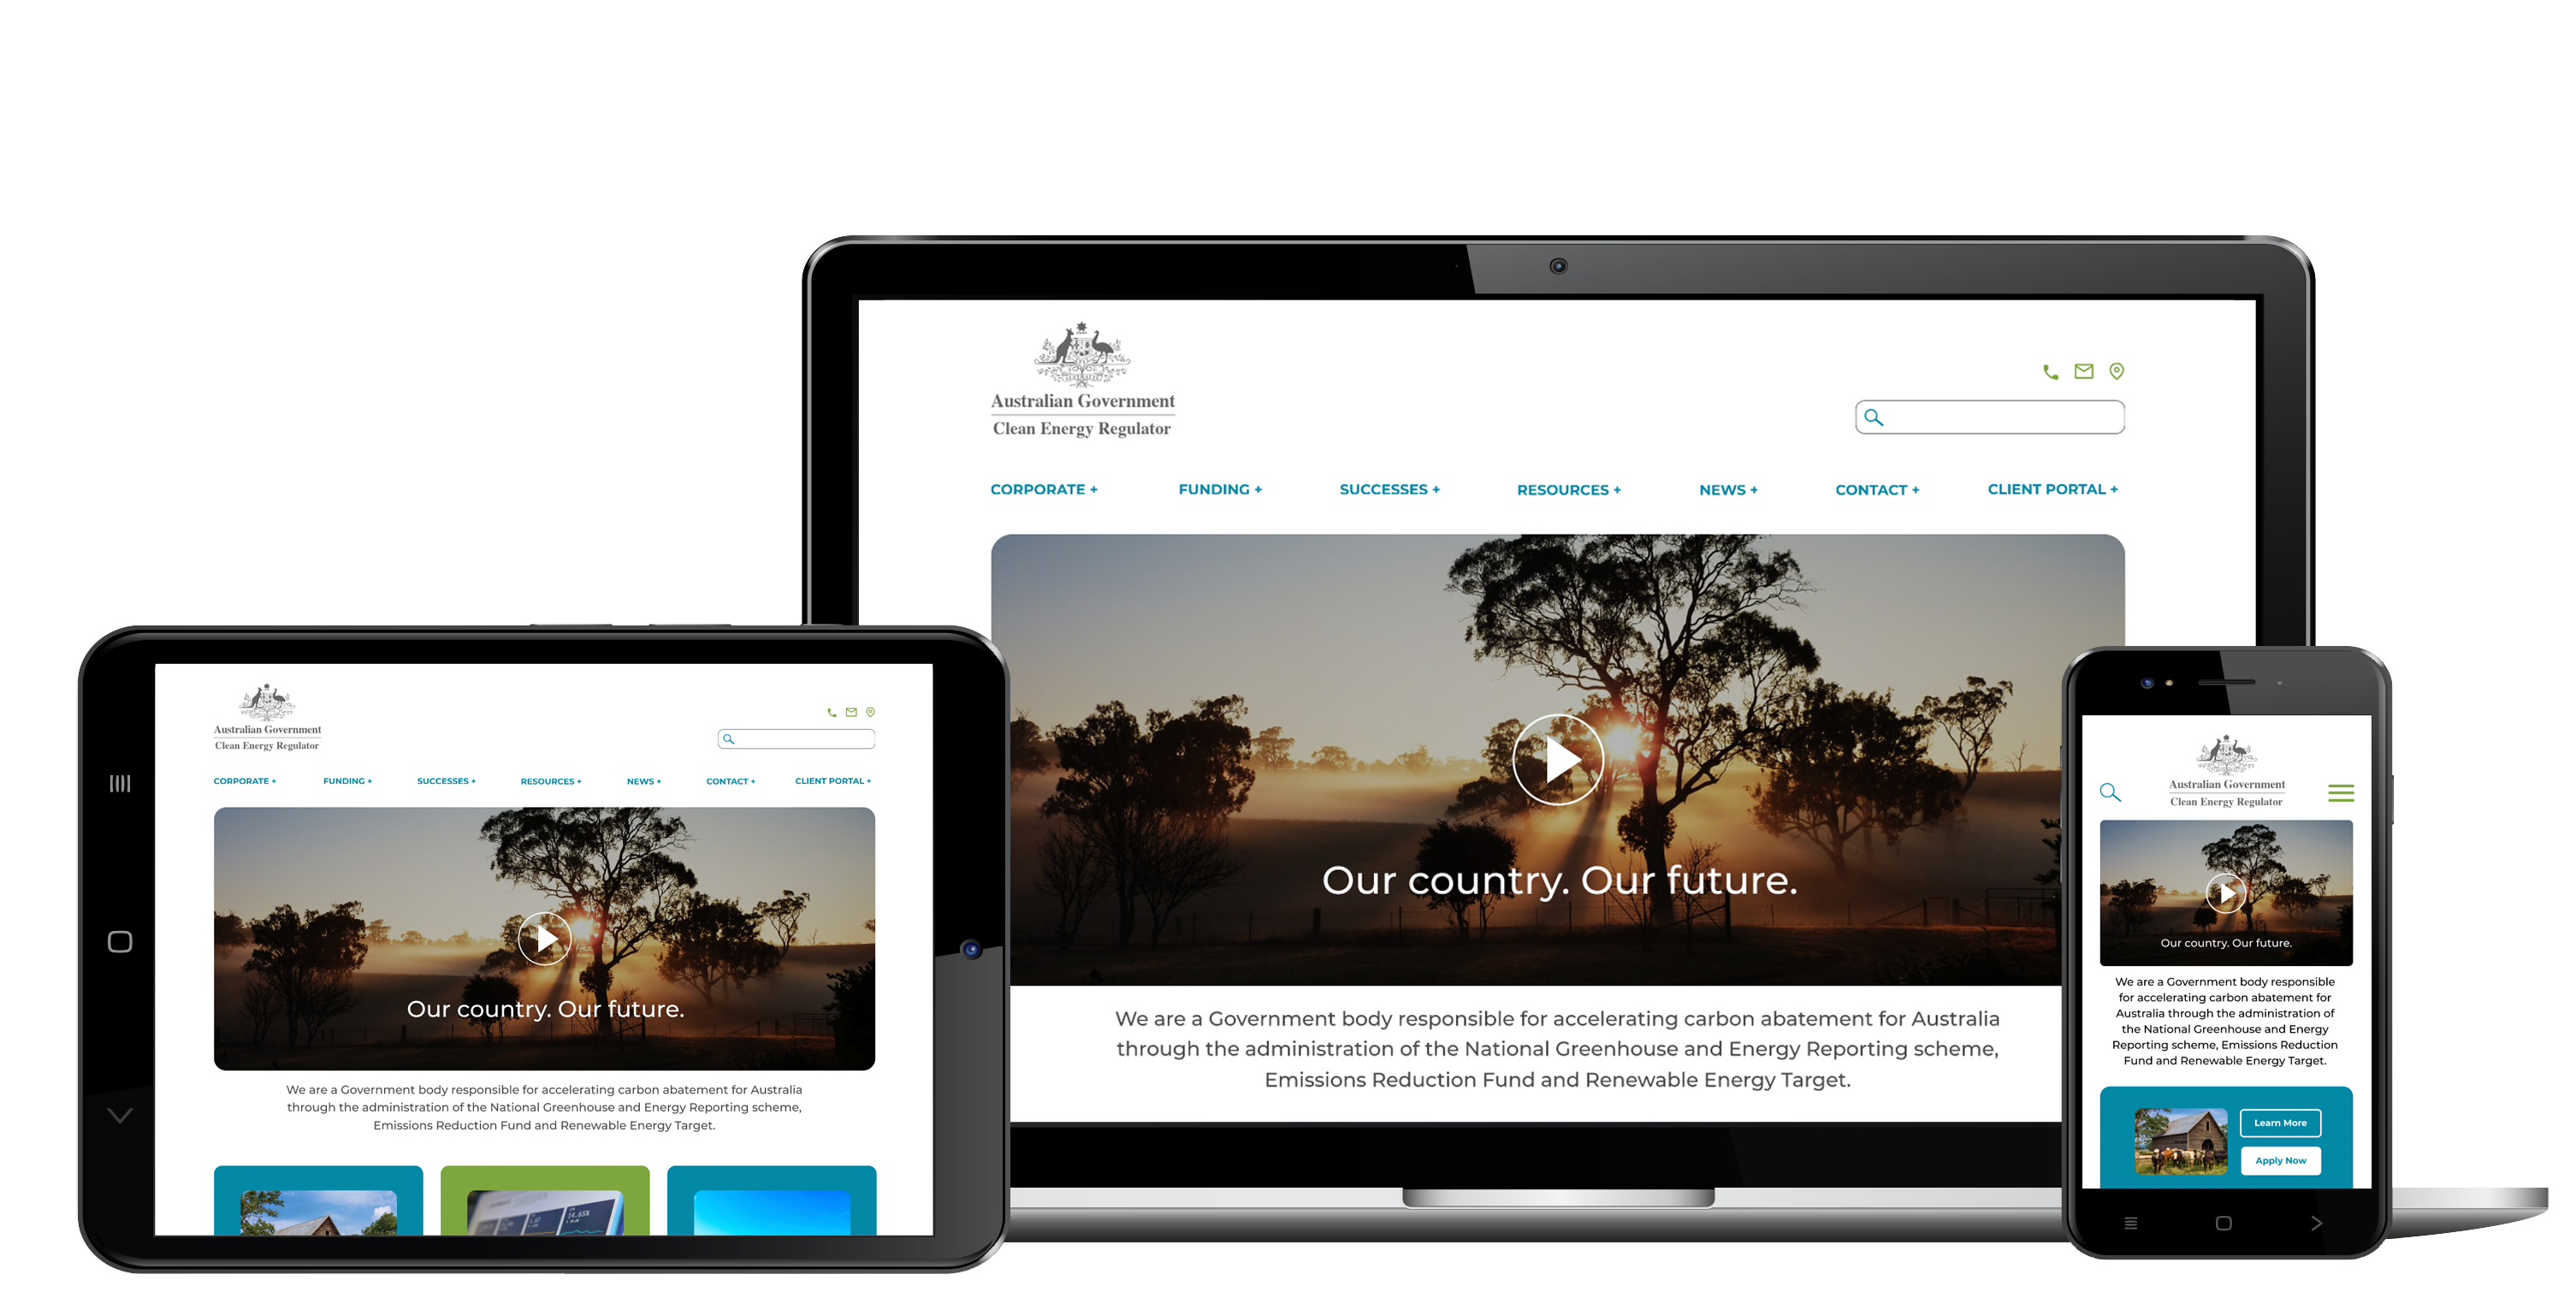 Australian Government
Clean Energy Regulator
CORPORATE + FUNDING + SUCCESSES + RESOURCES + NEWS + CONTACT + CLIENT PORTAL +
Our country. Our future.
We are a Government body responsible for accelerating carbon abatement for Australia
through the administration of the National Greenhouse and Energy Reporting scheme,
Emissions Reduction Fund and Renewable Energy Target.
Australian Government
Clean Energy Regulator
CORPORATE + FUNDING + SUCCESSES + RESOURCES + NEWS + CONTACT + CLIENT PORTAL +
Our country. Our future.
We are a Government body responsible for accelerating carbon abatement for Australia
through the administration of the National Greenhouse and Energy Reporting scheme,
Emissions Reduction Fund and Renewable Energy Target.
14.65%
Australian Government
Clean Energy Regulator
Our country. Our future.
We are a Government body responsible
for accelerating carbon abatement for
Australia through the administration of
the National Greenhouse and Energy
Reporting scheme, Emissions Reduction
Fund and Renewable Energy Target.
Learn More
Apply Now